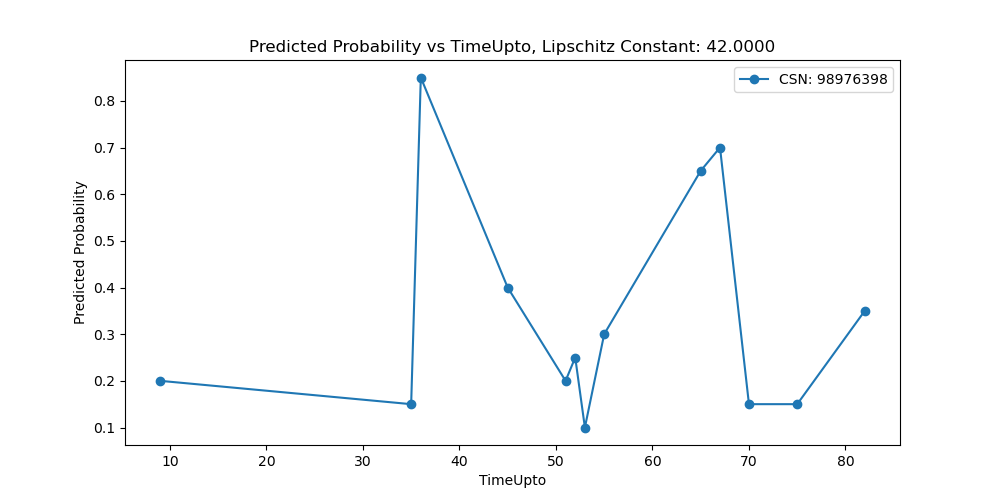 Predicted Probability vs TimeUpto, Lipschitz Constant: 42.0000
CSN: 98976398
Predicted Probability
0.8
0.7
0.6
0.5
0.4
0.3
0.2
0.1
10 20 30 40 50 60 70 80
TimeUpto